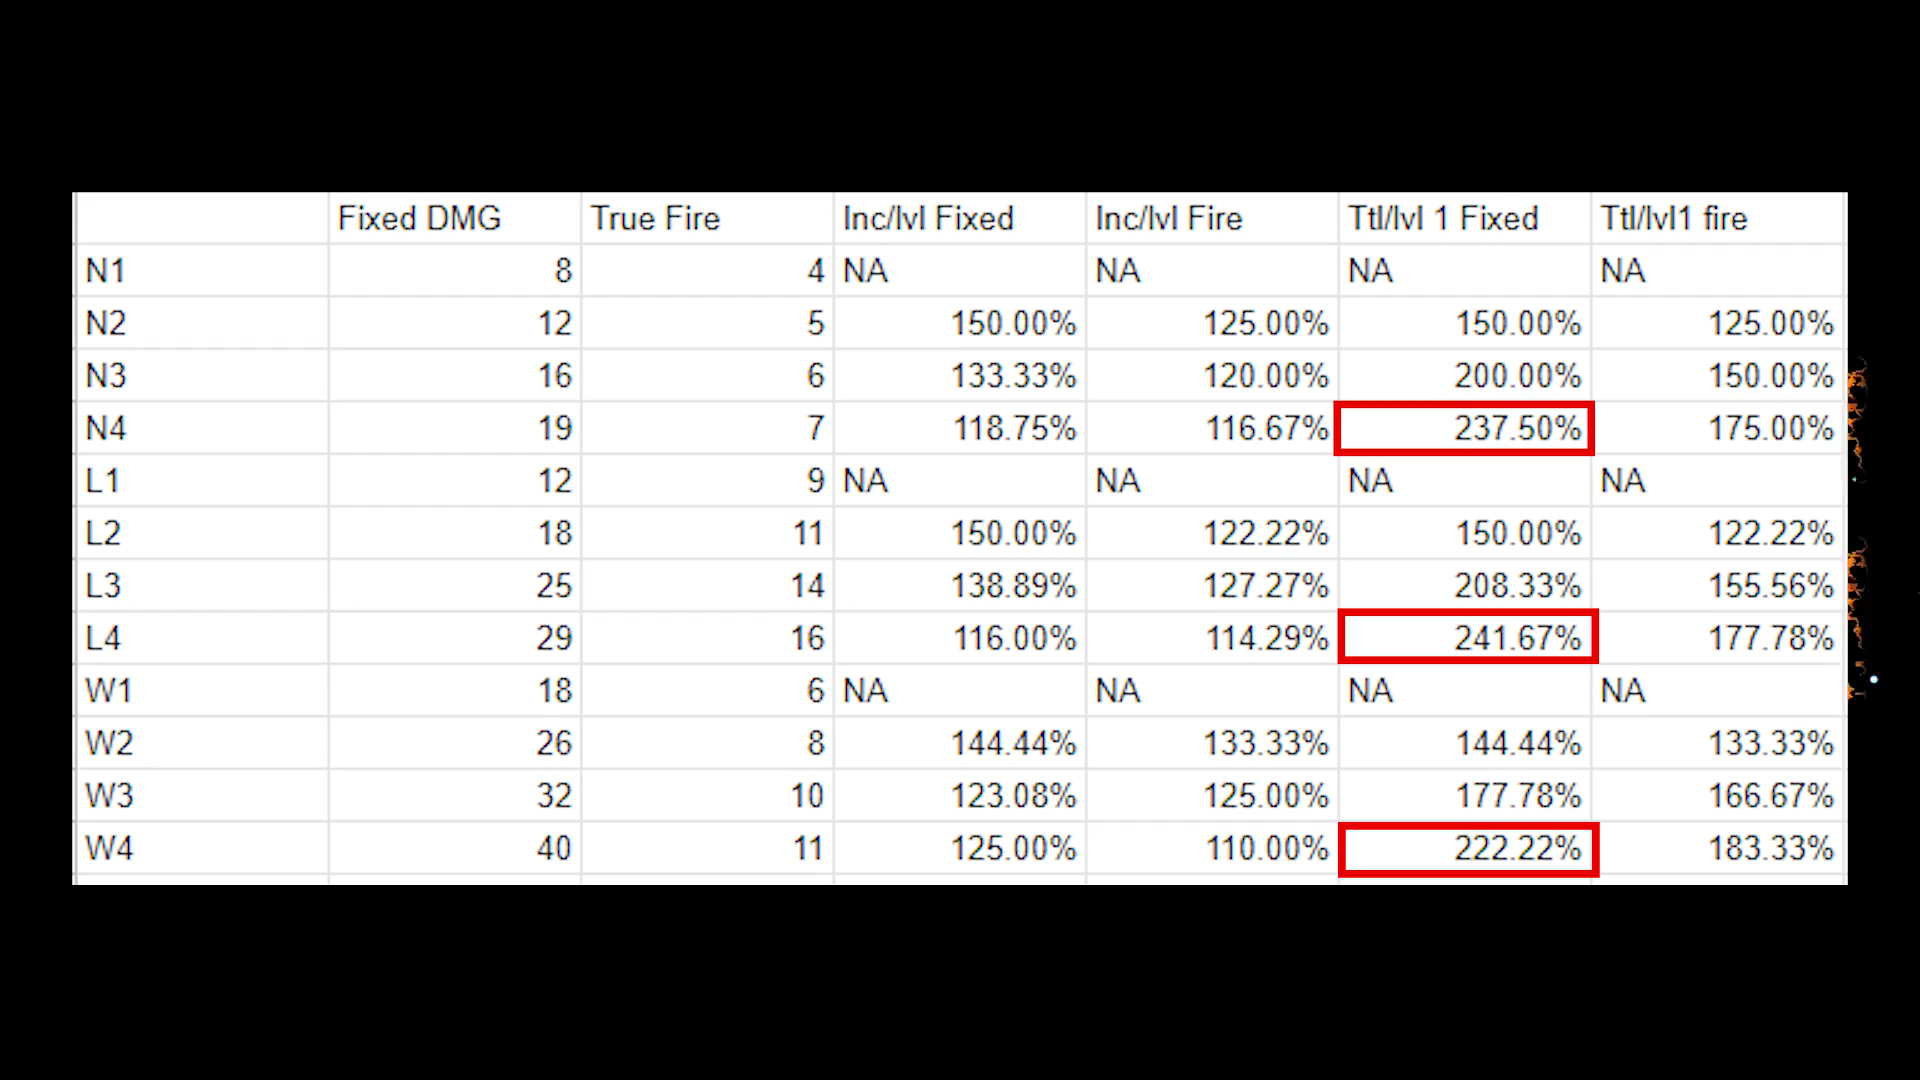 Fixed DMG True Fire Inc/lvl Fixed Inc/lvl Fire Ttl/lvl 1 Fixed Ttl/lvl1 fire
N1 8 4 NA NA NA NA
N2 12 5 150.00% 125.00% 150.00% 125.00%
N3 16 6 133.33% 120.00% 200.00% 150.00%
N4 19 7 118.75% 116.67% 237.50% 175.00%
L1 12 9 NA NA NA NA
L2 18 11 150.00% 122.22% 150.00% 122.22%
L3 25 14 138.89% 127.27% 208.33% 155.56%
L4 29 16 116.00% 114.29% 241.67% 177.78%
W1 18 6 NA NA NA NA
W2 26 8 144.44% 133.33% 144.44% 133.33%
W3 32 10 123.08% 125.00% 177.78% 166.67%
W4 40 11 125.00% 110.00% 222.22% 183.33%